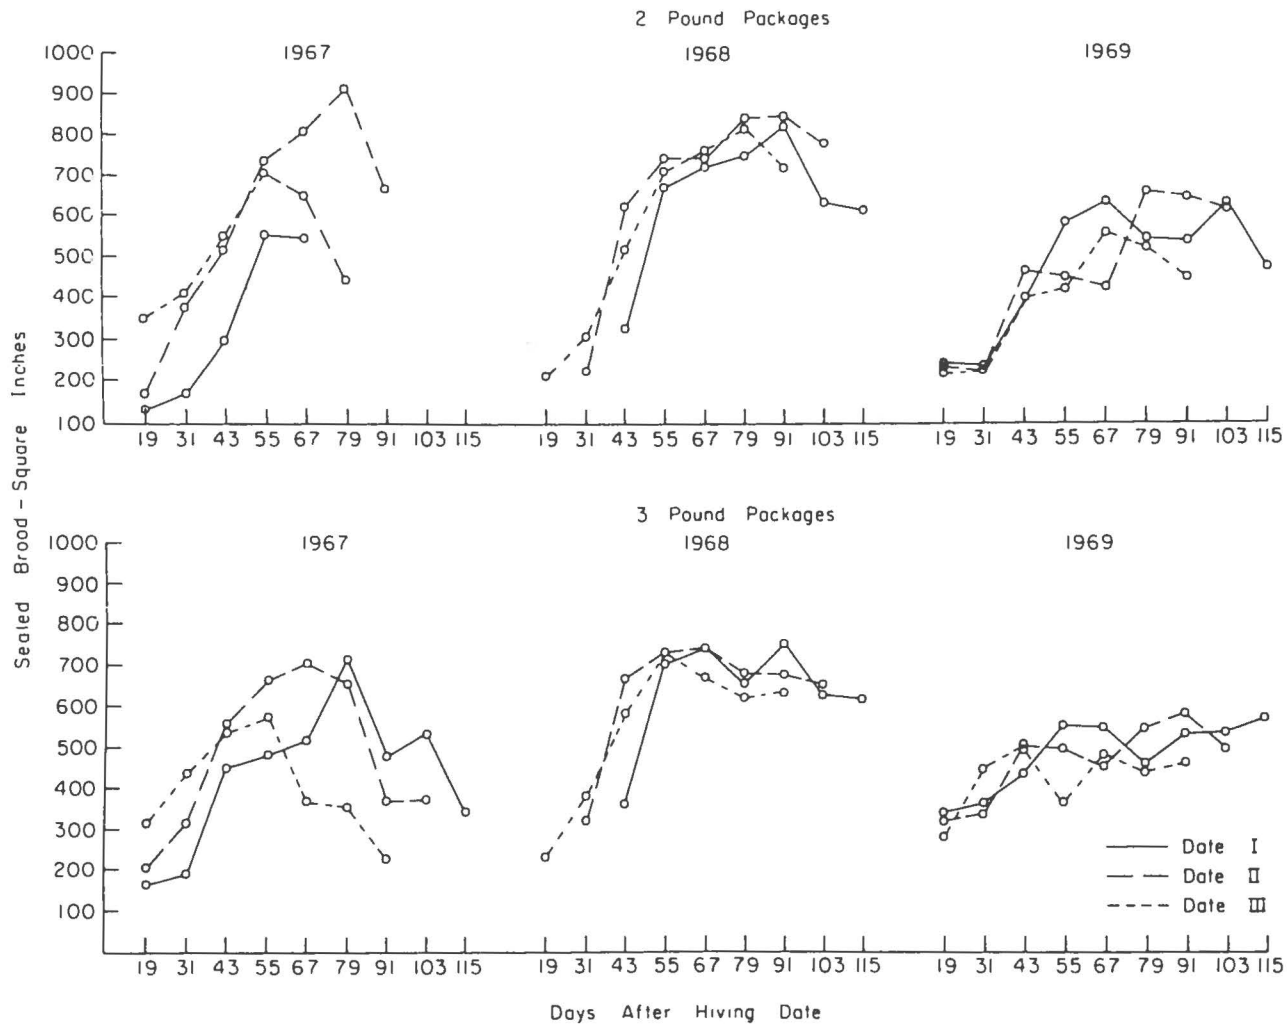 2 Pound Packages
1967 1968 1969
1000
900
800
700
600
500
400
300
200
100
19 31 43 55 67 79 91 103 115
19 31 43 55 67 79 91 103 115
19 31 43 55 67 79 91 103 115
Sealed Brood - Square Inches
3 Pound Packages
1967 1968 1969
1000
900
800
700
600
500
400
300
200
100
Date I
Date II
Date III
19 31 43 55 67 79 91 103 115
19 31 43 55 67 79 91 103 115
19 31 43 55 67 79 91 103 115
Days After Hiving Date